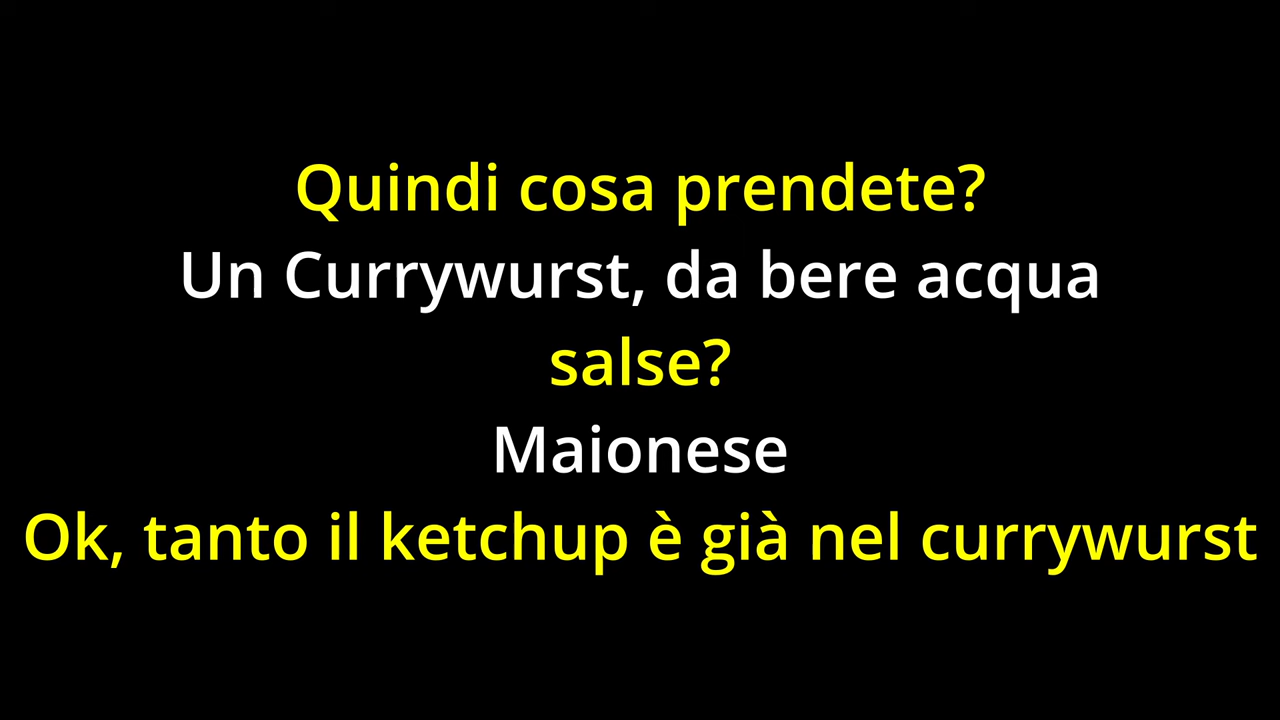 Quindi cosa prendete?
Un Currywurst, da bere acqua
salse?
Maionese
Ok, tanto il ketchup è già nel currywurst